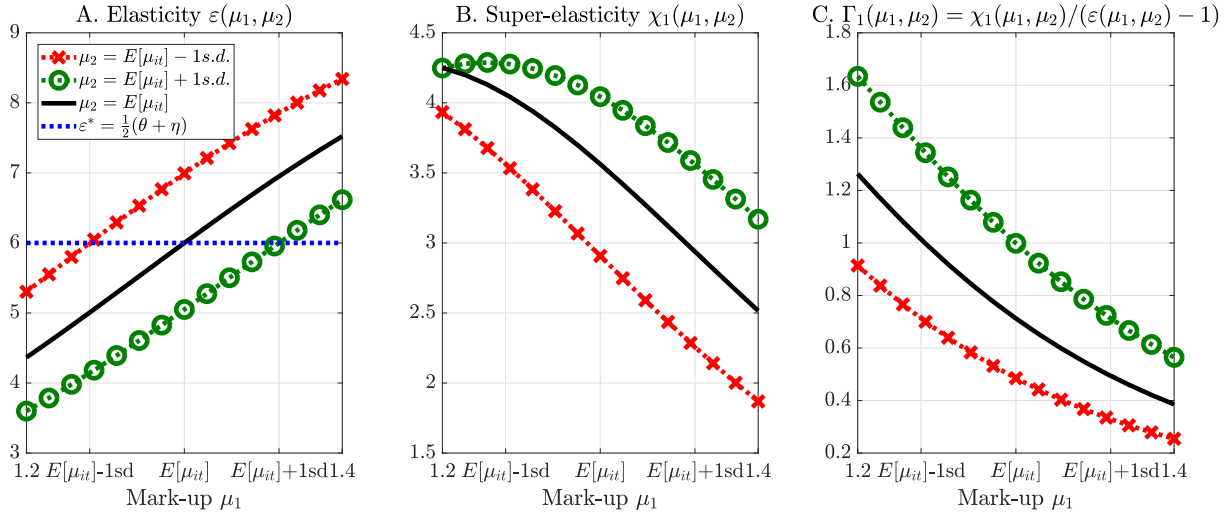 A. Elasticity ε(μ₁, μ₂)
9
8
7
6
5
4
3
μ₂ = E[μᵢₜ] − 1s.d.
μ₂ = E[μᵢₜ] + 1s.d.
μ₂ = E[μᵢₜ]
ε* = ½(θ + η)
1.2 E[μᵢₜ]-1sd E[μᵢₜ] E[μᵢₜ]+1sd1.4
Mark-up μ₁
B. Super-elasticity χ₁(μ₁, μ₂)
4.5
4
3.5
3
2.5
2
1.5
1.2 E[μᵢₜ]-1sd E[μᵢₜ] E[μᵢₜ]+1sd1.4
Mark-up μ₁
C. Γ₁(μ₁, μ₂) = χ₁(μ₁, μ₂)/(ε(μ₁, μ₂) − 1)
1.8
1.6
1.4
1.2
1
0.8
0.6
0.4
0.2
1.2 E[μᵢₜ]-1sd E[μᵢₜ] E[μᵢₜ]+1sd1.4
Mark-up μ₁